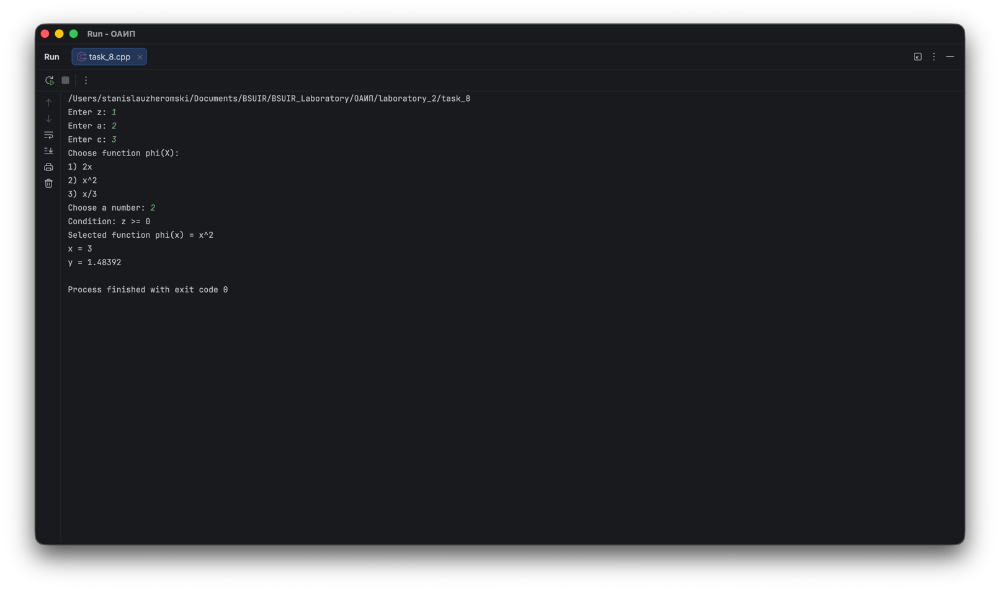 Run - ОАИП
Run task_8.cpp
/Users/stanislauzheromski/Documents/BSUIR/BSUIR_Laboratory/ОАИП/laboratory_2/task_8
Enter z: 1
Enter a: 2
Enter c: 3
Choose function phi(X):
1) 2x
2) x^2
3) x/3
Choose a number: 2
Condition: z >= 0
Selected function phi(x) = x^2
x = 3
y = 1.48392
Process finished with exit code 0